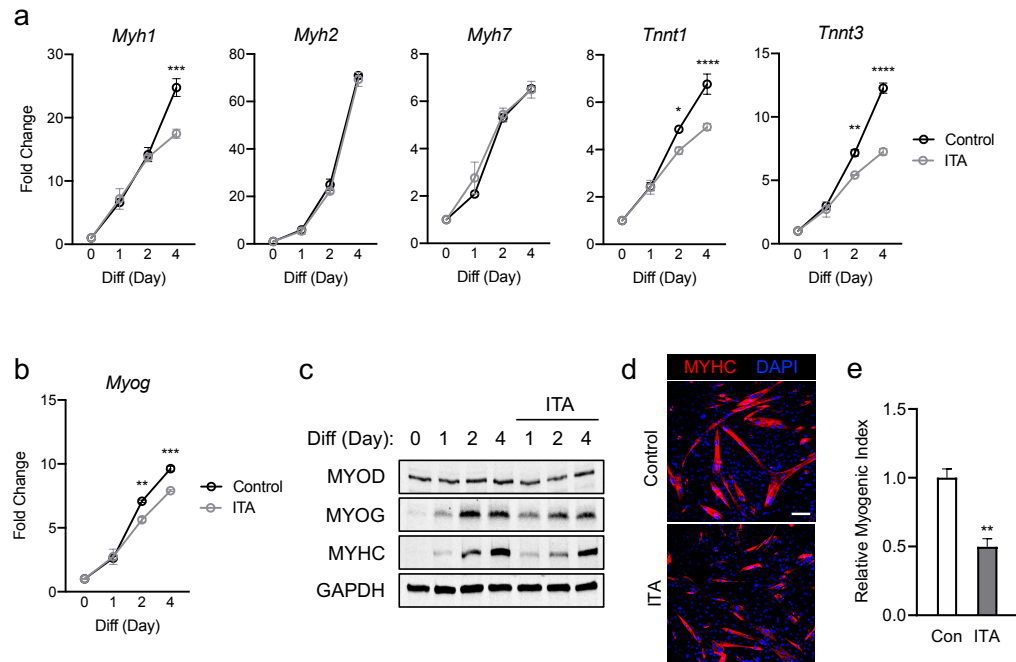 a
Myh1
Myh2
Myh7
Tnnt1
Tnnt3
Fold Change
30
20
10
0
***
0 1 2 4
Diff (Day)
80
60
40
20
0
0 1 2 4
Diff (Day)
8
6
4
2
0
0 1 2 4
Diff (Day)
8
6
4
2
0
*
****
0 1 2 4
Diff (Day)
15
10
5
0
**
****
0 1 2 4
Diff (Day)
Control
ITA
b
Myog
Fold Change
15
10
5
0
**
***
0 1 2 4
Diff (Day)
Control
ITA
c
ITA
Diff (Day): 0 1 2 4 1 2 4
MYOD
MYOG
MYHC
GAPDH
d
MYHC DAPI
Control
ITA
e
Relative Myogenic Index
1.5
1.0
0.5
0.0
**
Con ITA